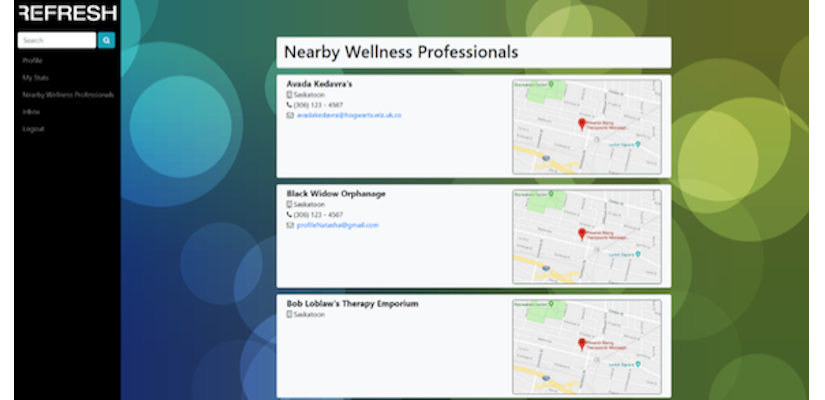 REFRESH
Search
Profile
My Stats
Nearby Wellness Professionals
Inbox
Logout
Nearby Wellness Professionals
Avada Kedavra's
Saskatoon
(306) 123 - 4567
avadakedavra@hogwarts.wiz.uk.co
Black Widow Orphanage
Saskatoon
(306) 123 - 4567
profileNatasha@gmail.com
Bob Loblaw's Therapy Emporium
Saskatoon